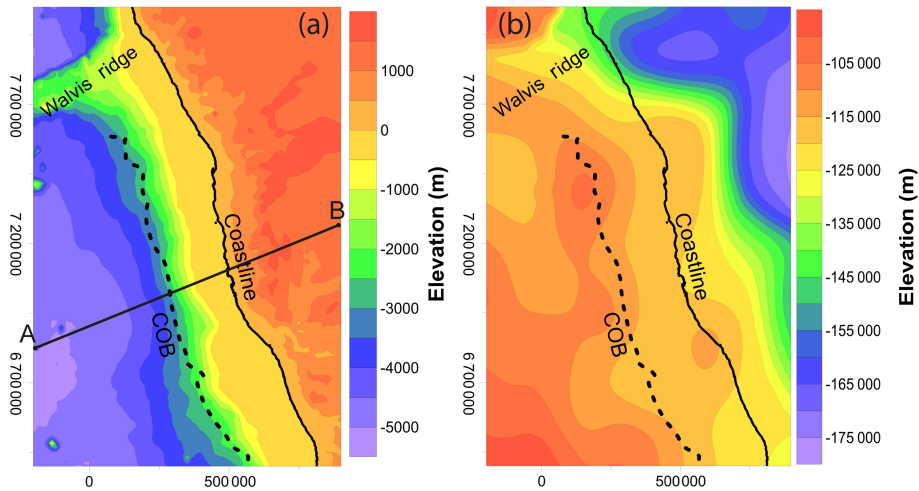 (a)
Walvis ridge
7 700 000
7 200 000
6 700 000
A
B
Coastline
COB
0
500 000
1000
0
-1000
-2000
-3000
-4000
-5000
Elevation (m)
(b)
Walvis ridge
7 700 000
7 200 000
6 700 000
Coastline
COB
0
500 000
-105 000
-115 000
-125 000
-135 000
-145 000
-155 000
-165 000
-175 000
Elevation (m)